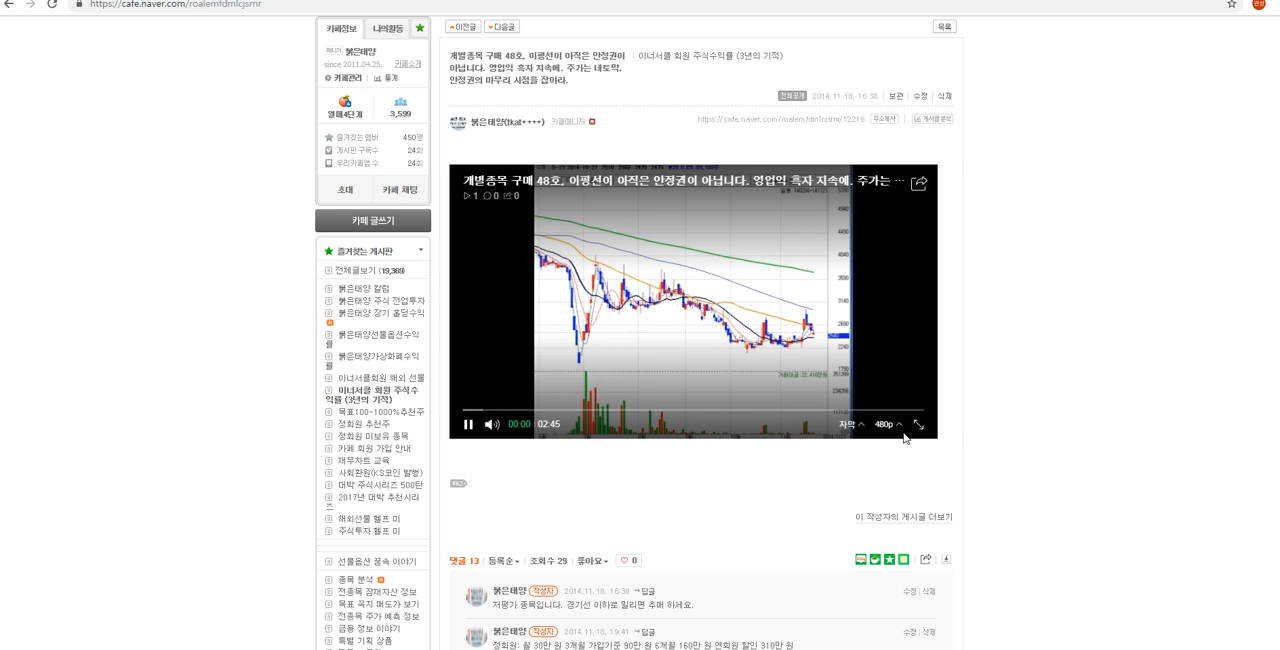 https://cafe.naver.com/roalemfdmlcjsrnr
카페정보 나의활동
매니저 붉은태양
since 2011.04.25. 카페소개
카페관리 통계
열매4단계 3,599
즐겨찾는 멤버 450명
게시판 구독수 24회
우리카페앱 수 24회
초대 카페 채팅
카페 글쓰기
즐겨찾는 게시판
전체글보기 (19,369)
붉은태양 칼럼
붉은태양 주식 전업투자
붉은태양 장기 홀딩수익
붉은태양선물옵션수익
률
붉은태양가상화폐수익
률
이너서클회원 해외 선물
이너서클 회원 주식수
익률 (3년의 기적)
목표100-1000%추천주
정회원 추천주
정회원 미보유 종목
카페 회원 가입 안내
재무차트 교육
사회환원(KS코인 발행)
대박 주식시리즈 500탄
2017년 대박 추천시리
즈
해외선물 헬프 미
주식투자 헬프 미
선물옵션 꿈속 이야기
종목 분석
전종목 잠재자산 정보
목표 꼭지 매도가 보기
전종목 주가 예측 정보
금융 정보 이야기
특별 기획 상품
이전글 다음글 목록
개별종목 구매 48호. 이평선이 아직은 안정권이 이너서클 회원 주식수익률 (3년의 기적)
아닙니다. 영업익 흑자 지속에. 주가는 네토막.
안정권의 마무리 시점을 잡아라.
전체공개 2014.11.18. 16:36 보관 수정 삭제
붉은태양(tkat****) 카페매니저 https://cafe.naver.com/roalemfdmlcjsrnr/12216 주소복사 게시글 분석
개별종목 구매 48호. 이평선이 아직은 안정권이 아닙니다. 영업익 흑자 지속에. 주가는 ...
1 0 0
4940
4490
4040
3590
3140
2690
2240
1790
00:00 02:45 자막 480p
태그
이 작성자의 게시글 더보기
댓글 13 등록순 조회수 29 좋아요 0
붉은태양 작성자 2014.11.18. 16:38 답글 수정 삭제
저평가 종목입니다. 경기선 이하로 밀리면 추매 하세요.
붉은태양 작성자 2014.11.18. 19:41 답글 수정 삭제
정회원: 월 30만 원 3개월 가입기준 90만 원 6개월 160만 원 연회원 할인 310만 원